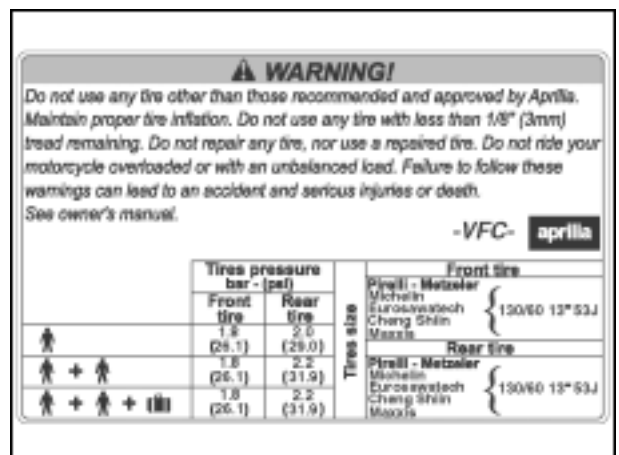 WARNING!
Do not use any tire other than those recommended and approved by Aprilia.
Maintain proper tire inflation. Do not use any tire with less than 1/8" (3mm)
tread remaining. Do not repair any tire, nor use a repaired tire. Do not ride your
motorcycle overloaded or with an unbalanced load. Failure to follow these
warnings can lead to an accident and serious injuries or death.
See owner's manual.
-VFC- aprilia
Tires pressure
bar - (psi)
Front tire
Rear tire
1.8 (26.1)
2.0 (29.0)
+
1.8 (26.1)
2.2 (31.9)
+ +
1.8 (26.1)
2.2 (31.9)
Tires size
Front tire
Pirelli - Metzeler
Michelin
Eurosawatech
Cheng Shiin
Maxxis
130/60 13" 53J
Rear tire
Pirelli - Metzeler
Michelin
Eurosawatech
Cheng Shiin
Maxxis
130/60 13" 53J